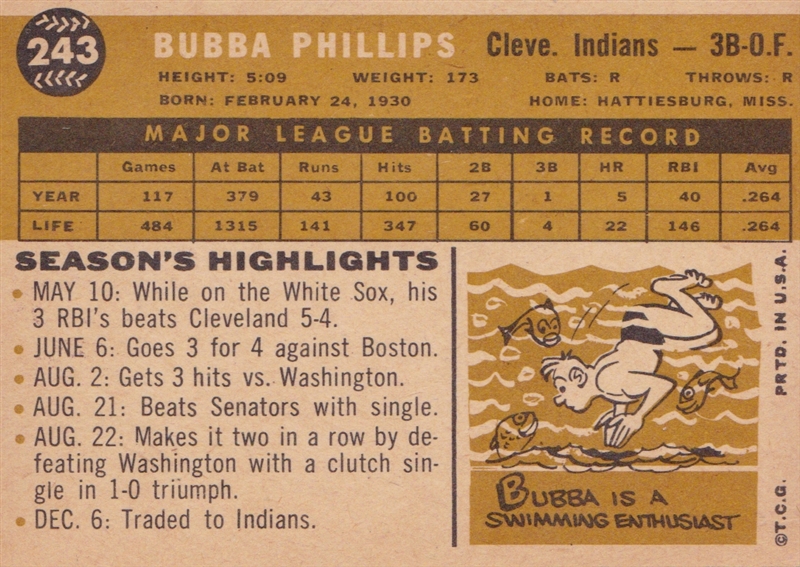 243
BUBBA PHILLIPS Cleve. Indians — 3B-O.F.
HEIGHT: 5:09 WEIGHT: 173 BATS: R THROWS: R
BORN: FEBRUARY 24, 1930 HOME: HATTIESBURG, MISS.
MAJOR LEAGUE BATTING RECORD
Games At Bat Runs Hits 2B 3B HR RBI Avg
YEAR 117 379 43 100 27 1 5 40 .264
LIFE 484 1315 141 347 60 4 22 146 .264
SEASON'S HIGHLIGHTS
• MAY 10: While on the White Sox, his
3 RBI's beats Cleveland 5-4.
• JUNE 6: Goes 3 for 4 against Boston.
• AUG. 2: Gets 3 hits vs. Washington.
• AUG. 21: Beats Senators with single.
• AUG. 22: Makes it two in a row by de-
feating Washington with a clutch sin-
gle in 1-0 triumph.
• DEC. 6: Traded to Indians.
BUBBA IS A
SWIMMING ENTHUSIAST
©T.C.G. PRTD. IN U.S.A.